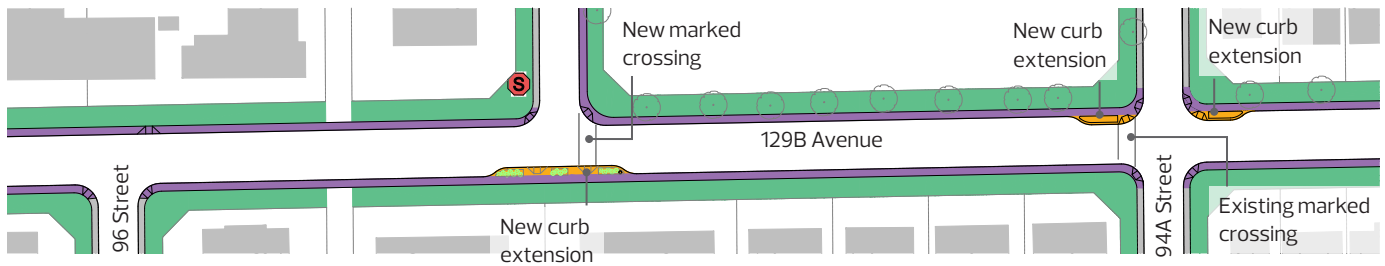 New marked
crossing
New curb
extension
New curb
extension
S
129B Avenue
96 Street
94A Street
New curb
extension
Existing marked
crossing